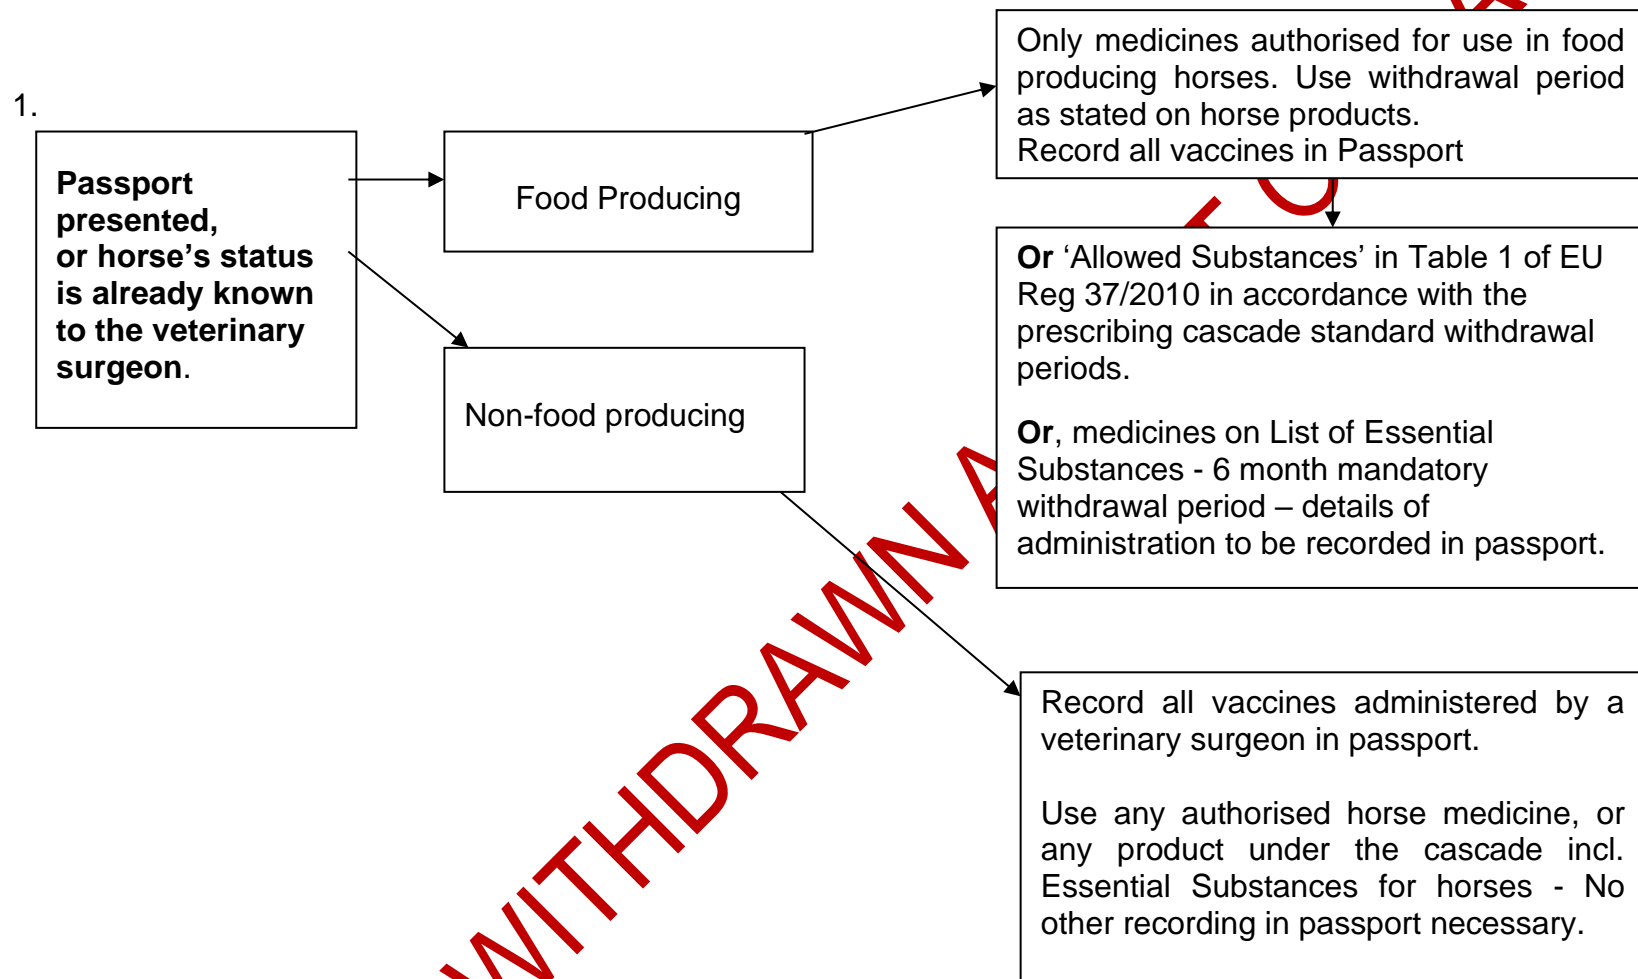 1.
Passport
presented,
or horse's status
is already known
to the veterinary
surgeon.
Food Producing
Non-food producing
Only medicines authorised for use in food
producing horses. Use withdrawal period
as stated on horse products.
Record all vaccines in Passport
Or ‘Allowed Substances’ in Table 1 of EU
Reg 37/2010 in accordance with the
prescribing cascade standard withdrawal
periods.
Or, medicines on List of Essential
Substances - 6 month mandatory
withdrawal period – details of
administration to be recorded in passport.
Record all vaccines administered by a
veterinary surgeon in passport.
Use any authorised horse medicine, or
any product under the cascade incl.
Essential Substances for horses - No
other recording in passport necessary.
WITHDRAWN